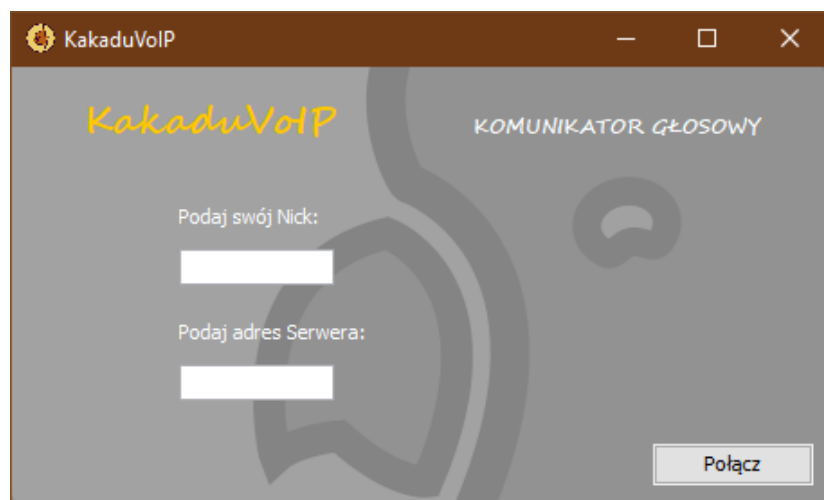 KakaduVoIP
KakaduVoIP
KOMUNIKATOR GŁOSOWY
Podaj swój Nick:
Podaj adres Serwera:
Połącz